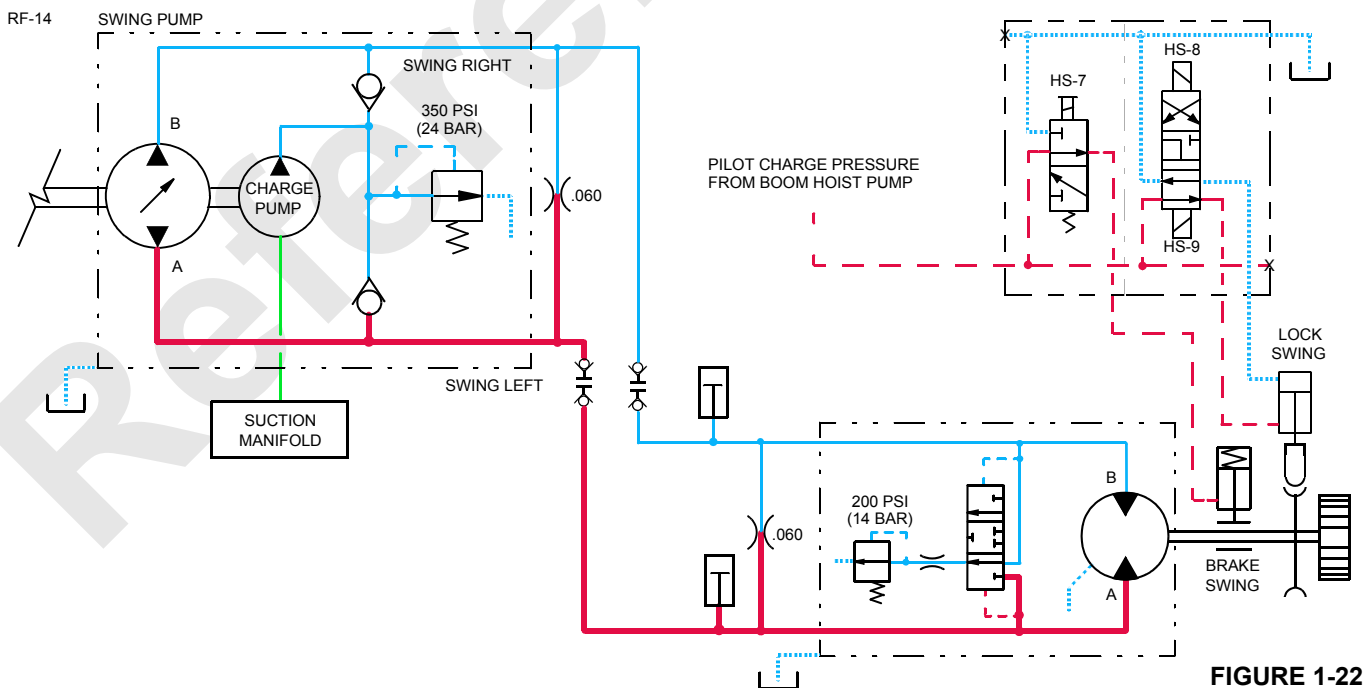 RF-14
SWING PUMP
SWING RIGHT
B
350 PSI
(24 BAR)
CHARGE
PUMP
.060
A
SWING LEFT
SUCTION
MANIFOLD
PILOT CHARGE PRESSURE
FROM BOOM HOIST PUMP
X
HS-7
HS-8
HS-9
X
LOCK
SWING
B
200 PSI
(14 BAR)
.060
A
BRAKE
SWING
FIGURE 1-22
Refere